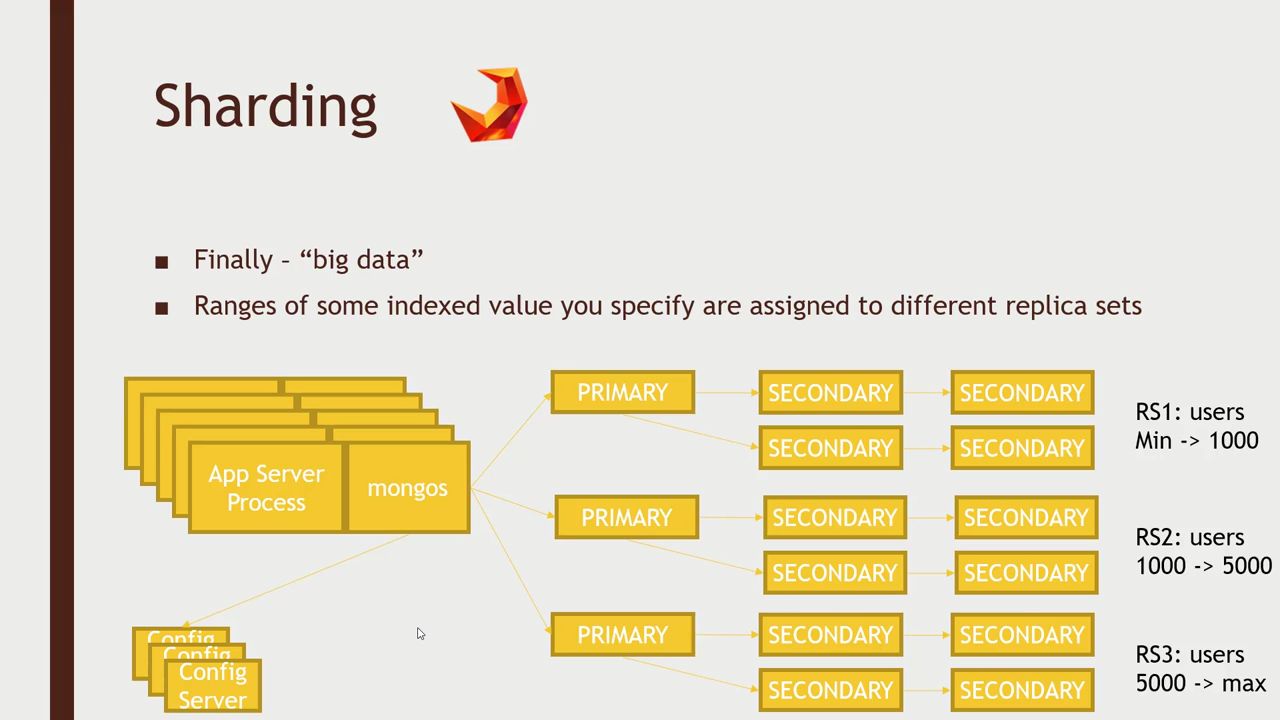 Sharding
■ Finally – “big data”
■ Ranges of some indexed value you specify are assigned to different replica sets
App Server
Process
mongos
PRIMARY
SECONDARY
SECONDARY
SECONDARY
SECONDARY
RS1: users
Min -> 1000
PRIMARY
SECONDARY
SECONDARY
SECONDARY
SECONDARY
RS2: users
1000 -> 5000
PRIMARY
SECONDARY
SECONDARY
SECONDARY
SECONDARY
RS3: users
5000 -> max
Config
Config
Config
Server